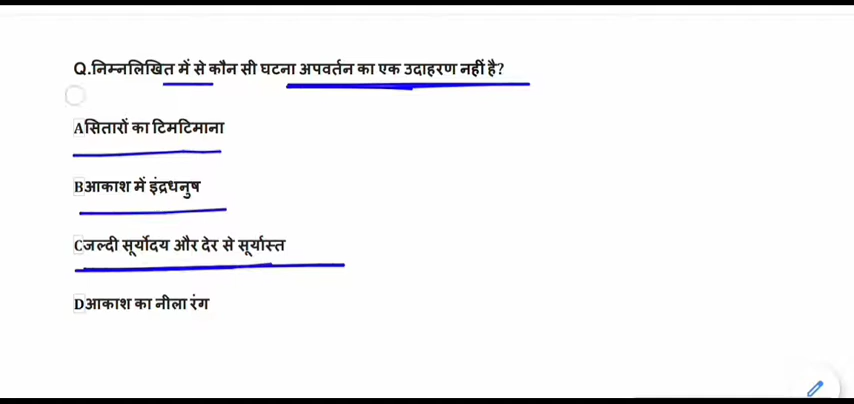 Q.निम्नलिखित में से कौन सी घटना अपवर्तन का एक उदाहरण नहीं है?
Aसितारों का टिमटिमाना
Bआकाश में इंद्रधनुष
Cजल्दी सूर्योदय और देर से सूर्यास्त
Dआकाश का नीला रंग